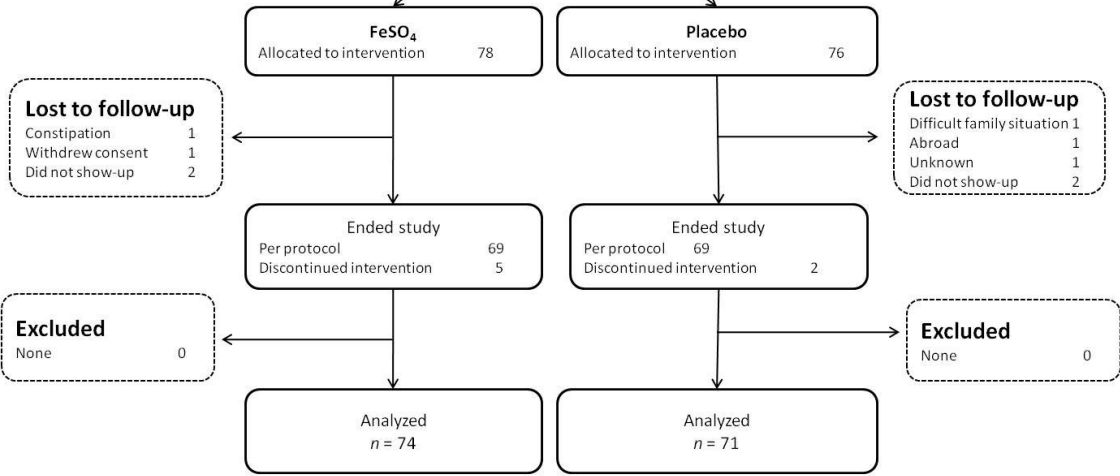 FeSO₄
Allocated to intervention 78
Placebo
Allocated to intervention 76
Lost to follow-up
Constipation 1
Withdrew consent 1
Did not show-up 2
Lost to follow-up
Difficult family situation 1
Abroad 1
Unknown 1
Did not show-up 2
Ended study
Per protocol 69
Discontinued intervention 5
Ended study
Per protocol 69
Discontinued intervention 2
Excluded
None 0
Excluded
None 0
Analyzed
n = 74
Analyzed
n = 71